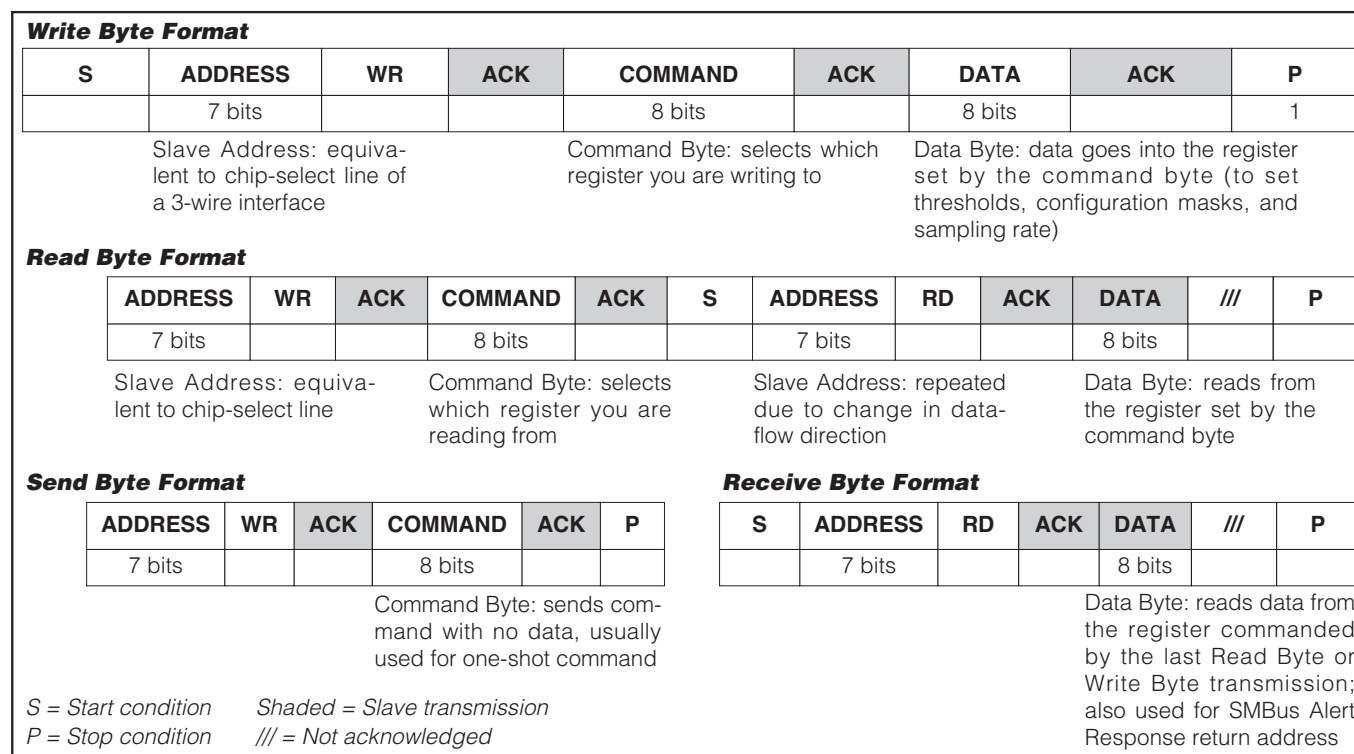 Write Byte Format
S ADDRESS WR ACK COMMAND ACK DATA ACK P
7 bits 8 bits 8 bits 1
Slave Address: equiva-
lent to chip-select line of
a 3-wire interface
Command Byte: selects which
register you are writing to
Data Byte: data goes into the register
set by the command byte (to set
thresholds, configuration masks, and
sampling rate)
Read Byte Format
ADDRESS WR ACK COMMAND ACK S ADDRESS RD ACK DATA /// P
7 bits 8 bits 7 bits 8 bits
Slave Address: equiva-
lent to chip-select line
Command Byte: selects
which register you are
reading from
Slave Address: repeated
due to change in data-
flow direction
Data Byte: reads from
the register set by the
command byte
Send Byte Format
ADDRESS WR ACK COMMAND ACK P
7 bits 8 bits
Command Byte: sends com-
mand with no data, usually
used for one-shot command
Receive Byte Format
S ADDRESS RD ACK DATA /// P
7 bits 8 bits
Data Byte: reads data from
the register commanded
by the last Read Byte or
Write Byte transmission;
also used for SMBus Alert
Response return address
S = Start condition Shaded = Slave transmission
P = Stop condition /// = Not acknowledged